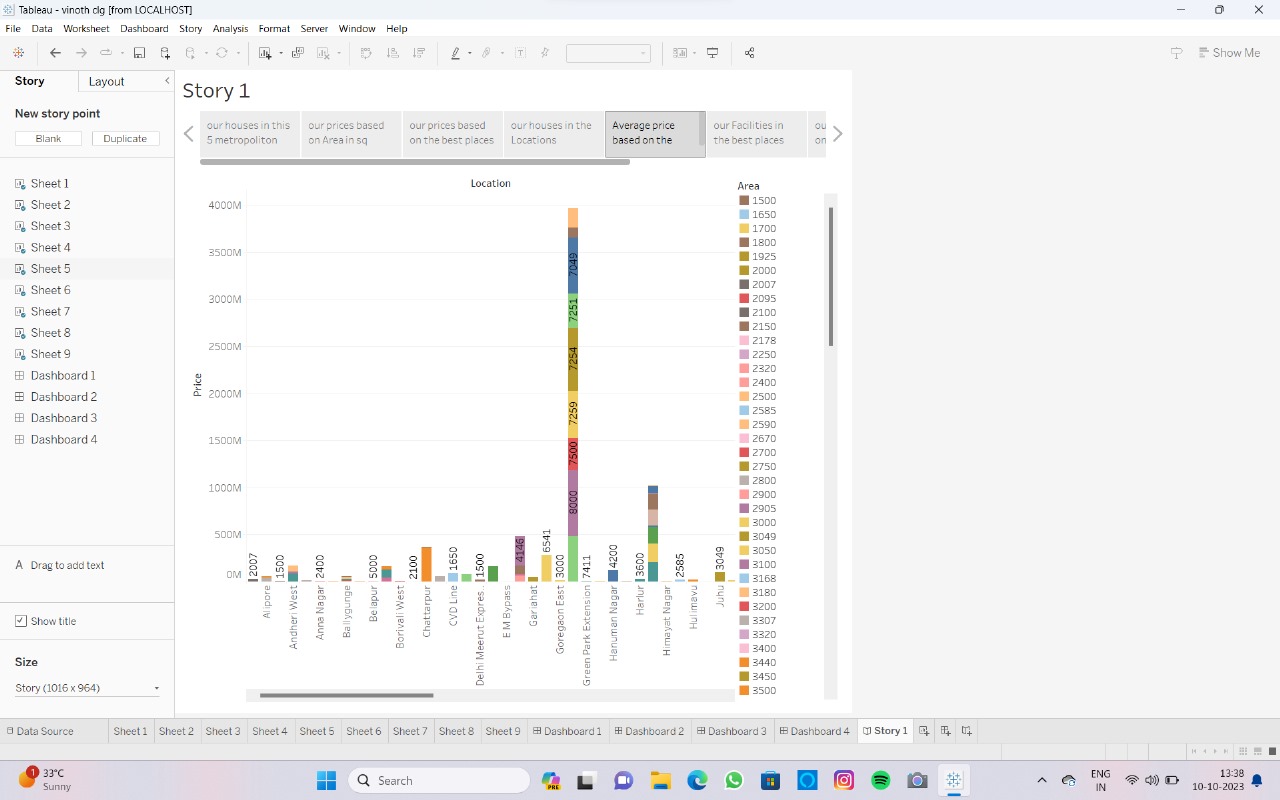 Tableau - vinoth clg [from LOCALHOST]
File Data Worksheet Dashboard Story Analysis Format Server Window Help
Show Me
Story Layout
New story point
Blank Duplicate
Sheet 1
Sheet 2
Sheet 3
Sheet 4
Sheet 5
Sheet 6
Sheet 7
Sheet 8
Sheet 9
Dashboard 1
Dashboard 2
Dashboard 3
Dashboard 4
A Drag to add text
Show title
Size
Story (1016 x 964)
Story 1
our houses in this
5 metropoliton
our prices based
on Area in sq
our prices based
on the best places
our houses in the
Locations
Average price
based on the
our Facilities in
the best places
ou
on
Location
Price
4000M
3500M
3000M
2500M
2000M
1500M
1000M
500M
0M
2007
1500
2400
5000
2100
1650
1500
4146
6541
3000
7049
7251
7254
7259
7500
8000
7411
4200
3600
2585
3049
Alipore
Andheri West
Anna Nagar
Ballygunge
Belapur
Borivali West
Chattarpur
CVD Line
Delhi Meerut Expres..
E M Bypass
Gariahat
Goregaon East
Green Park Extension
Hanuman Nagar
Harlur
Himayat Nagar
Hulimavu
Juhu
Area
1500
1650
1700
1800
1925
2000
2007
2095
2100
2150
2178
2250
2320
2400
2500
2585
2590
2670
2700
2750
2800
2900
2905
3000
3049
3050
3100
3168
3180
3200
3307
3320
3400
3440
3450
3500
Data Source Sheet 1 Sheet 2 Sheet 3 Sheet 4 Sheet 5 Sheet 6 Sheet 7 Sheet 8 Sheet 9 Dashboard 1 Dashboard 2 Dashboard 3 Dashboard 4 Story 1
1
33°C
Sunny
Search
PRE
ENG
IN
13:38
10-10-2023